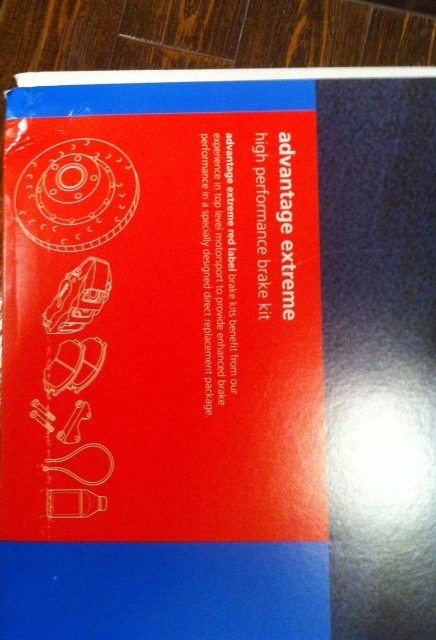 advantage extreme
high performance brake kit
advantage extreme red label brake kits benefit from our
experience in top level motorsport to provide enhanced brake
performance in a specially designed direct replacement package.